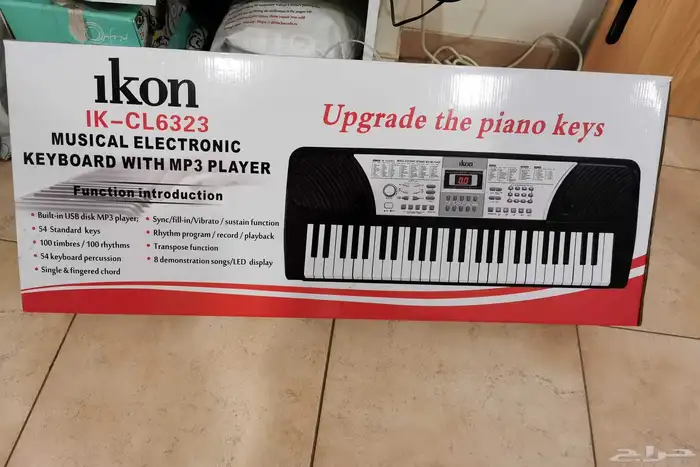 ıkon
IK-CL6323
MUSICAL ELECTRONIC
KEYBOARD WITH MP3 PLAYER
Function introduction
• Built-in USB disk MP3 player;
• 54 Standard keys
• 100 timbres / 100 rhythms
• 54 keyboard percussion
• Single & fingered chord
• Sync/fill-in/Vibrato / sustain function
• Rhythm program / record / playback
• Transpose function
• 8 demonstration songs/LED display
Upgrade the piano keys
ıkon
حراج